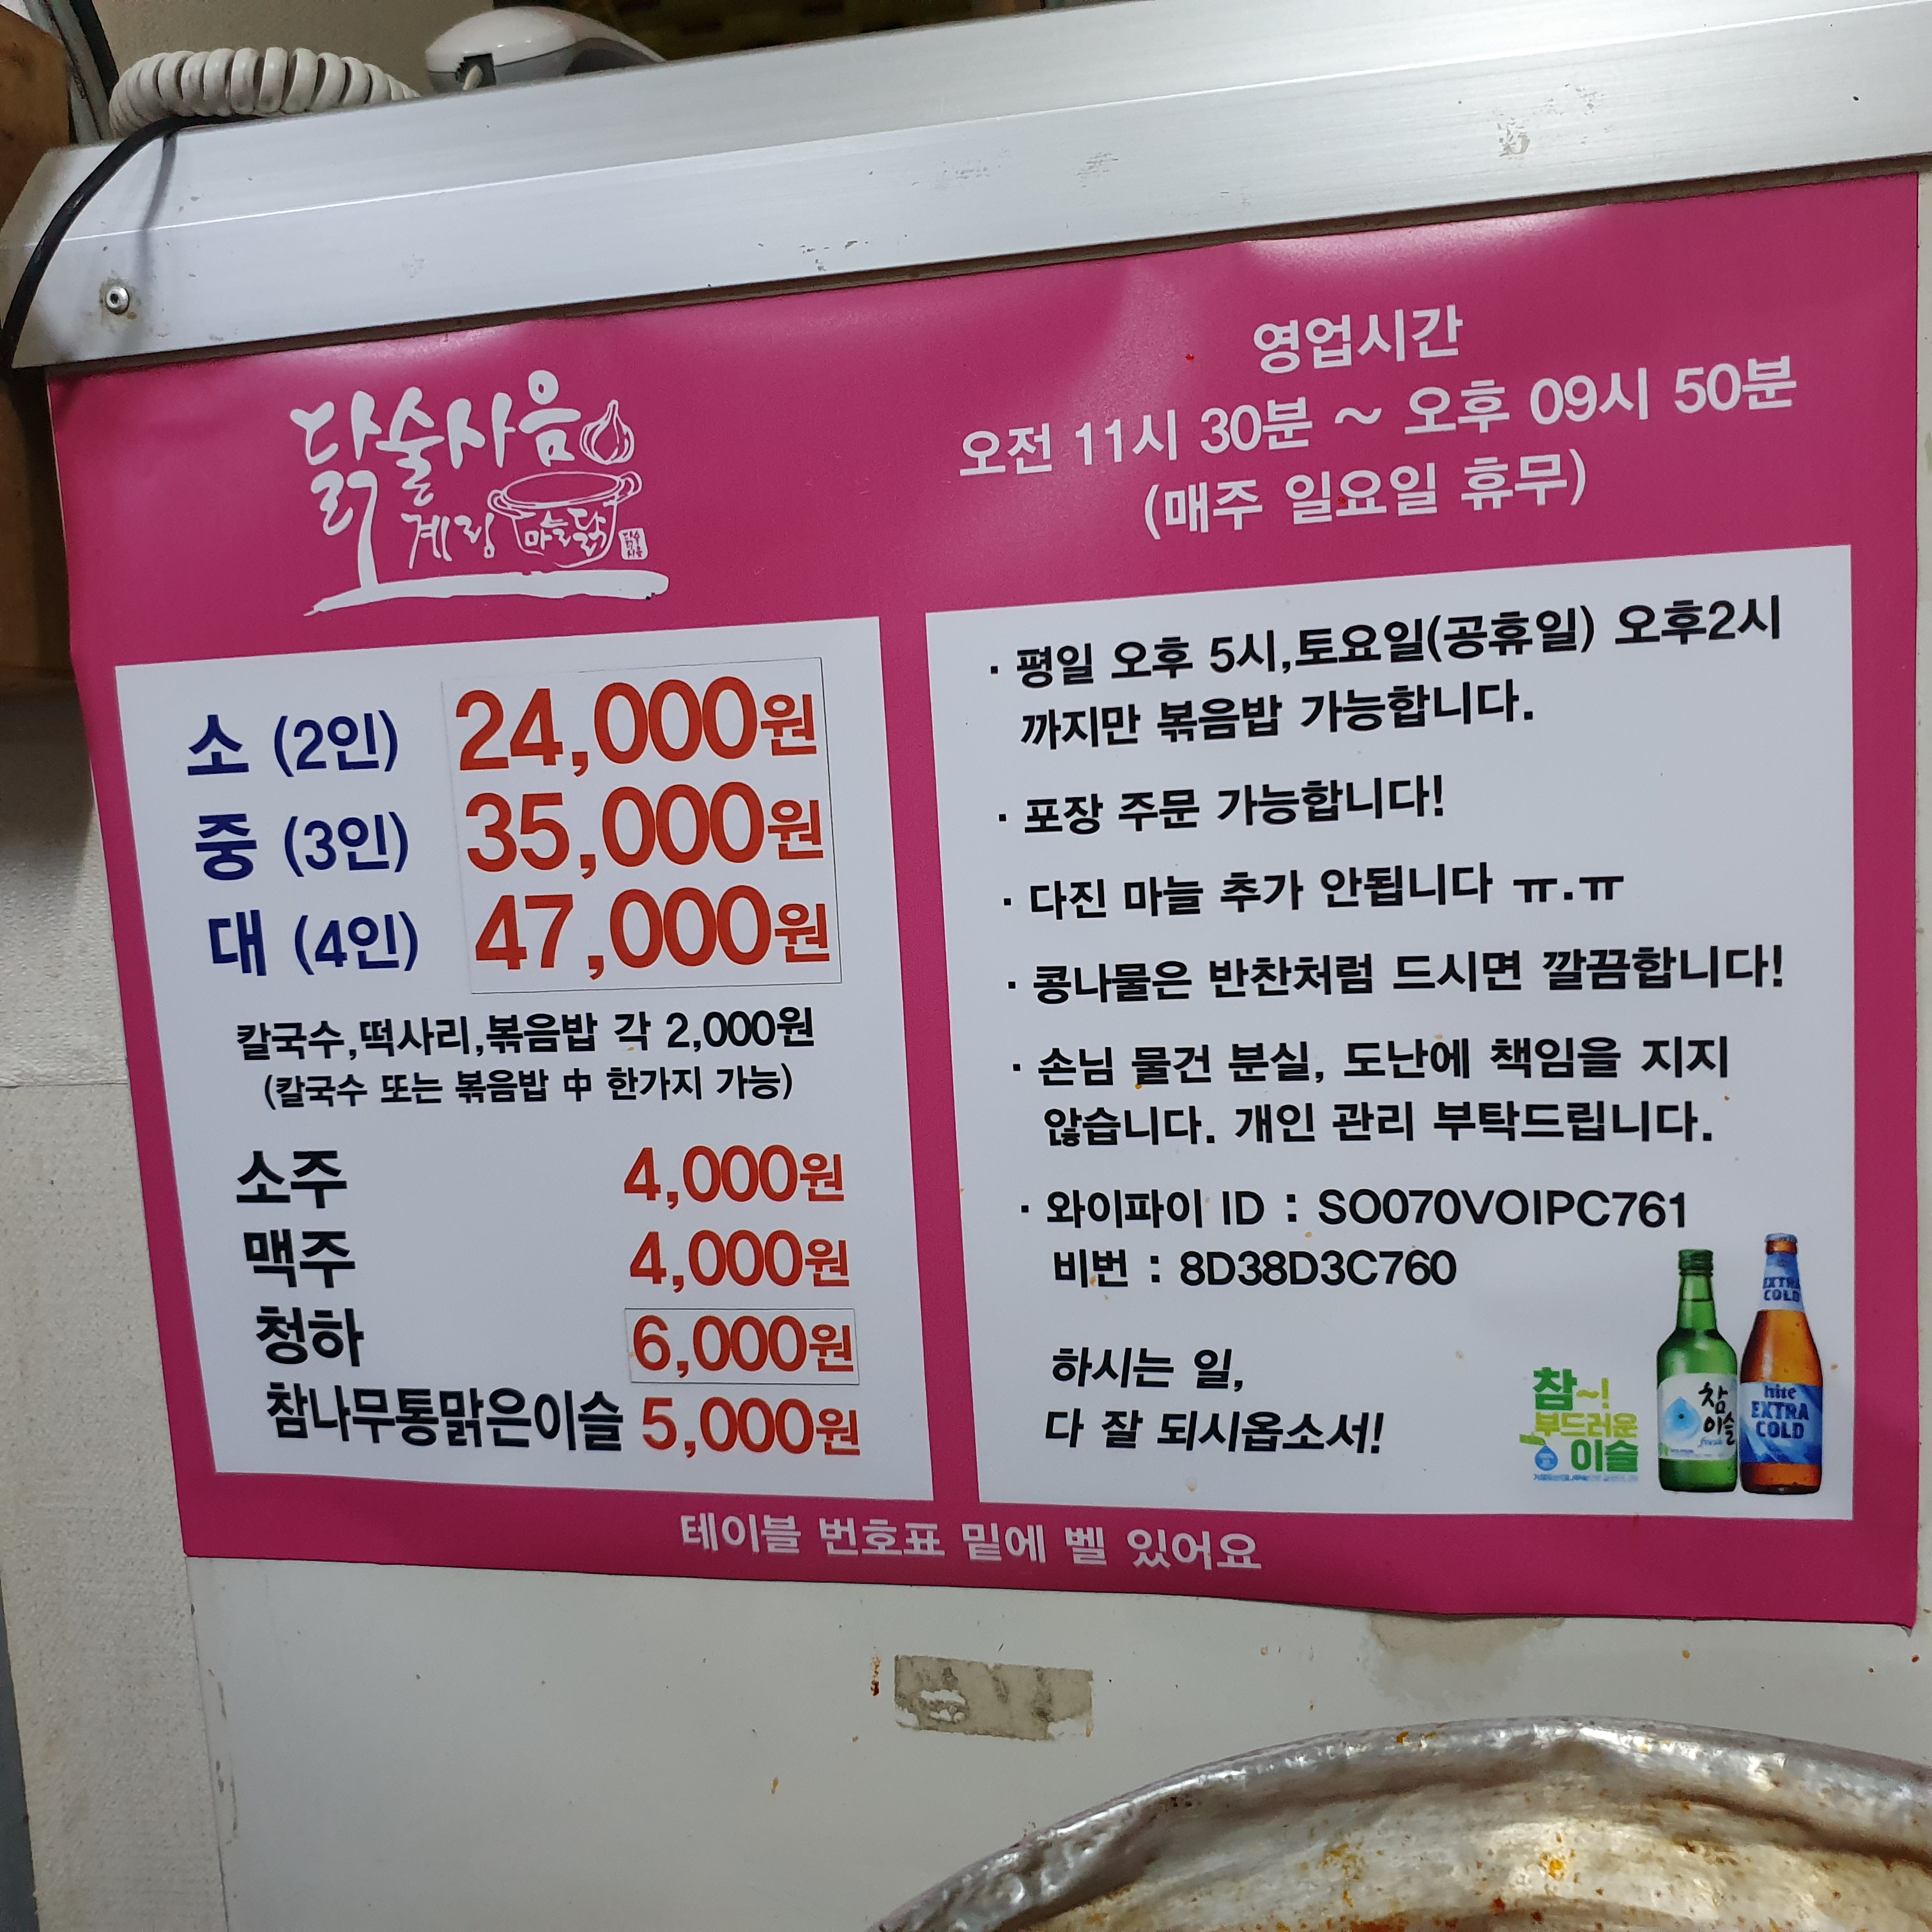 닭술사음
계림 마늘닭
영업시간
오전 11시 30분 ~ 오후 09시 50분
(매주 일요일 휴무)
소 (2인) 24,000원
중 (3인) 35,000원
대 (4인) 47,000원
칼국수,떡사리,볶음밥 각 2,000원
(칼국수 또는 볶음밥 中 한가지 가능)
소주 4,000원
맥주 4,000원
청하 6,000원
참나무통맑은이슬 5,000원
· 평일 오후 5시,토요일(공휴일) 오후2시
까지만 볶음밥 가능합니다.
· 포장 주문 가능합니다!
· 다진 마늘 추가 안됩니다 ㅠ.ㅠ
· 콩나물은 반찬처럼 드시면 깔끔합니다!
· 손님 물건 분실, 도난에 책임을 지지
않습니다. 개인 관리 부탁드립니다.
· 와이파이 ID : SO070VOIPC761
비번 : 8D38D3C760
하시는 일,
다 잘 되시옵소서!
참~!
부드러운
이슬
참
이슬
fresh
EXTRA
COLD
hite
EXTRA
COLD
테이블 번호표 밑에 벨 있어요